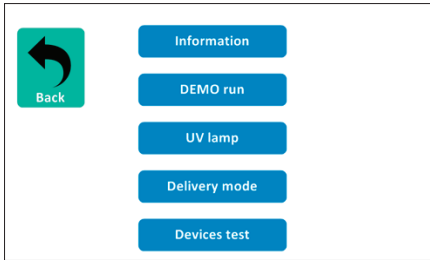 Information
Back
DEMO run
UV lamp
Delivery mode
Devices test